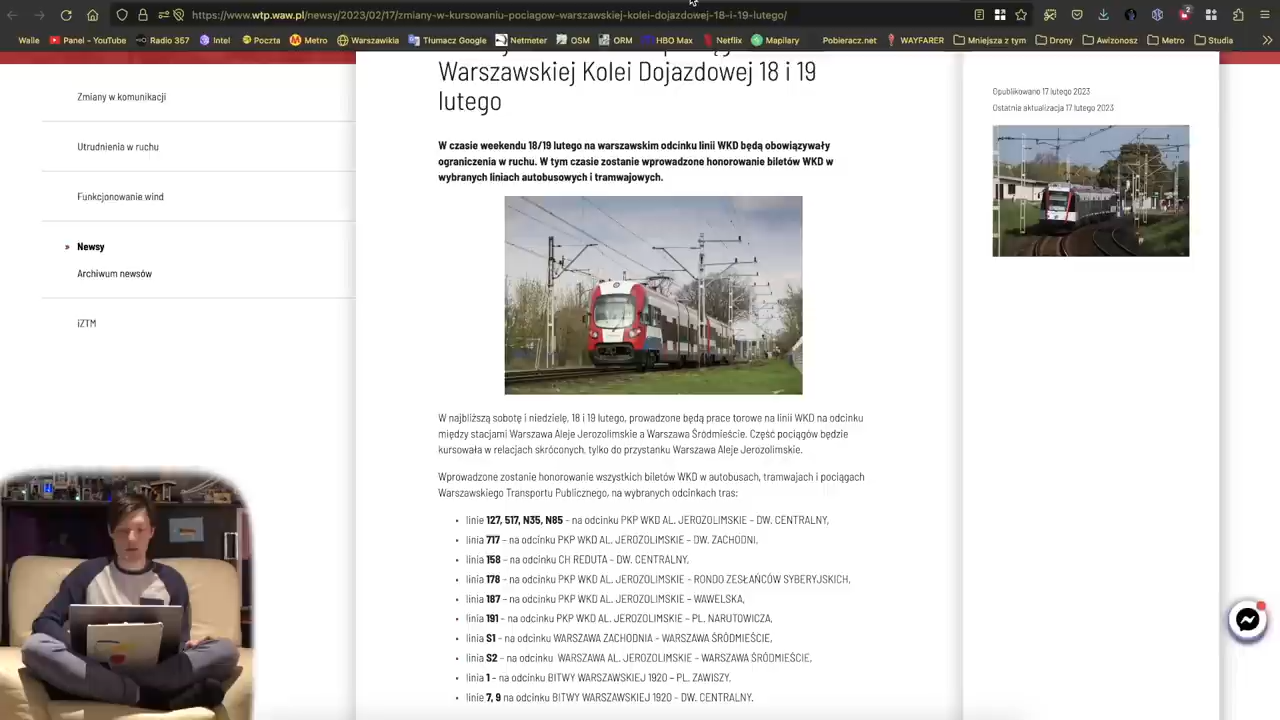 https://www.wtp.waw.pl/newsy/2023/02/17/zmiany-w-kursowaniu-pociagow-warszawskiej-kolei-dojazdowej-18-i-19-lutego/
Walle Panel - YouTube Radio 357 Intel Poczta Metro Warszawikia Tłumacz Google Netmeter OSM ORM HBO Max Netflix Mapilary Pobieracz.net WAYFARER Mniejsza z tym Drony Awizonosz Metro Studia
Warszawskiej Kolei Dojazdowej 18 i 19
lutego
Zmiany w komunikacji
Utrudnienia w ruchu
Funkcjonowanie wind
» Newsy
Archiwum newsów
iZTM
W czasie weekendu 18/19 lutego na warszawskim odcinku linii WKD będą obowiązywały
ograniczenia w ruchu. W tym czasie zostanie wprowadzone honorowanie biletów WKD w
wybranych liniach autobusowych i tramwajowych.
W najbliższą sobotę i niedzielę, 18 i 19 lutego, prowadzone będą prace torowe na linii WKD na odcinku
między stacjami Warszawa Aleje Jerozolimskie a Warszawa Śródmieście. Część pociągów będzie
kursowała w relacjach skróconych, tylko do przystanku Warszawa Aleje Jerozolimskie.
Wprowadzone zostanie honorowanie wszystkich biletów WKD w autobusach, tramwajach i pociągach
Warszawskiego Transportu Publicznego, na wybranych odcinkach tras:
• linie 127, 517, N35, N85 - na odcinku PKP WKD AL. JEROZOLIMSKIE – DW. CENTRALNY,
• linia 717 – na odcinku PKP WKD AL. JEROZOLIMSKIE – DW. ZACHODNI,
• linia 158 – na odcinku CH REDUTA – DW. CENTRALNY,
• linia 178 – na odcinku PKP WKD AL. JEROZOLIMSKIE – RONDO ZESŁAŃCÓW SYBERYJSKICH,
• linia 187 – na odcinku PKP WKD AL. JEROZOLIMSKIE – WAWELSKA,
• linia 191 – na odcinku PKP WKD AL. JEROZOLIMSKIE – PL. NARUTOWICZA,
• linia S1 – na odcinku WARSZAWA ZACHODNIA – WARSZAWA ŚRÓDMIEŚCIE,
• linia S2 – na odcinku WARSZAWA AL. JEROZOLIMSKIE – WARSZAWA ŚRÓDMIEŚCIE,
• linia 1 – na odcinku BITWY WARSZAWSKIEJ 1920 – PL. ZAWISZY,
• linie 7, 9 na odcinku BITWY WARSZAWSKIEJ 1920 – DW. CENTRALNY.
Opublikowano 17 lutego 2023
Ostatnia aktualizacja 17 lutego 2023